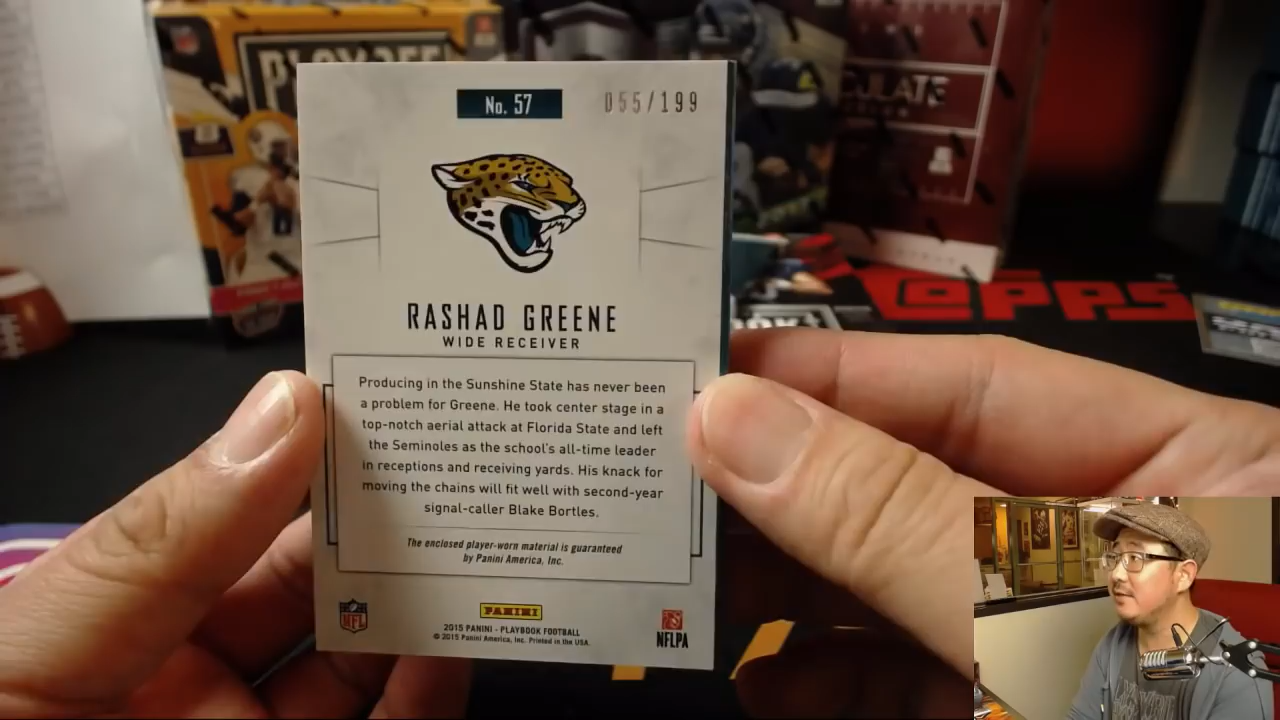 PLAYOFF
No. 57
055/199
TOPPS
RASHAD GREENE
WIDE RECEIVER
Producing in the Sunshine State has never been
a problem for Greene. He took center stage in a
top-notch aerial attack at Florida State and left
the Seminoles as the school's all-time leader
in receptions and receiving yards. His knack for
moving the chains will fit well with second-year
signal-caller Blake Bortles.
The enclosed player-worn material is guaranteed
by Panini America, Inc.
NFL
PANINI
2015 PANINI - PLAYBOOK FOOTBALL
© 2015 Panini America, Inc. Printed in the USA.
NFLPA